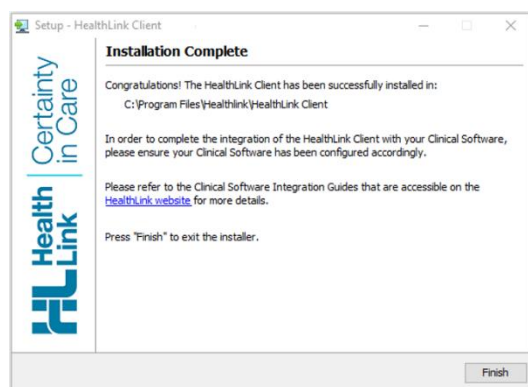 Setup - HealthLink Client
Installation Complete
Congratulations! The HealthLink Client has been successfully installed in:
C:\Program Files\Healthlink\HealthLink Client
In order to complete the integration of the HealthLink Client with your Clinical Software,
please ensure your Clinical Software has been configured accordingly.
Please refer to the Clinical Software Integration Guides that are accessible on the
HealthLink website for more details.
Press "Finish" to exit the installer.
HL Health
Link
Certainty
in Care
Finish